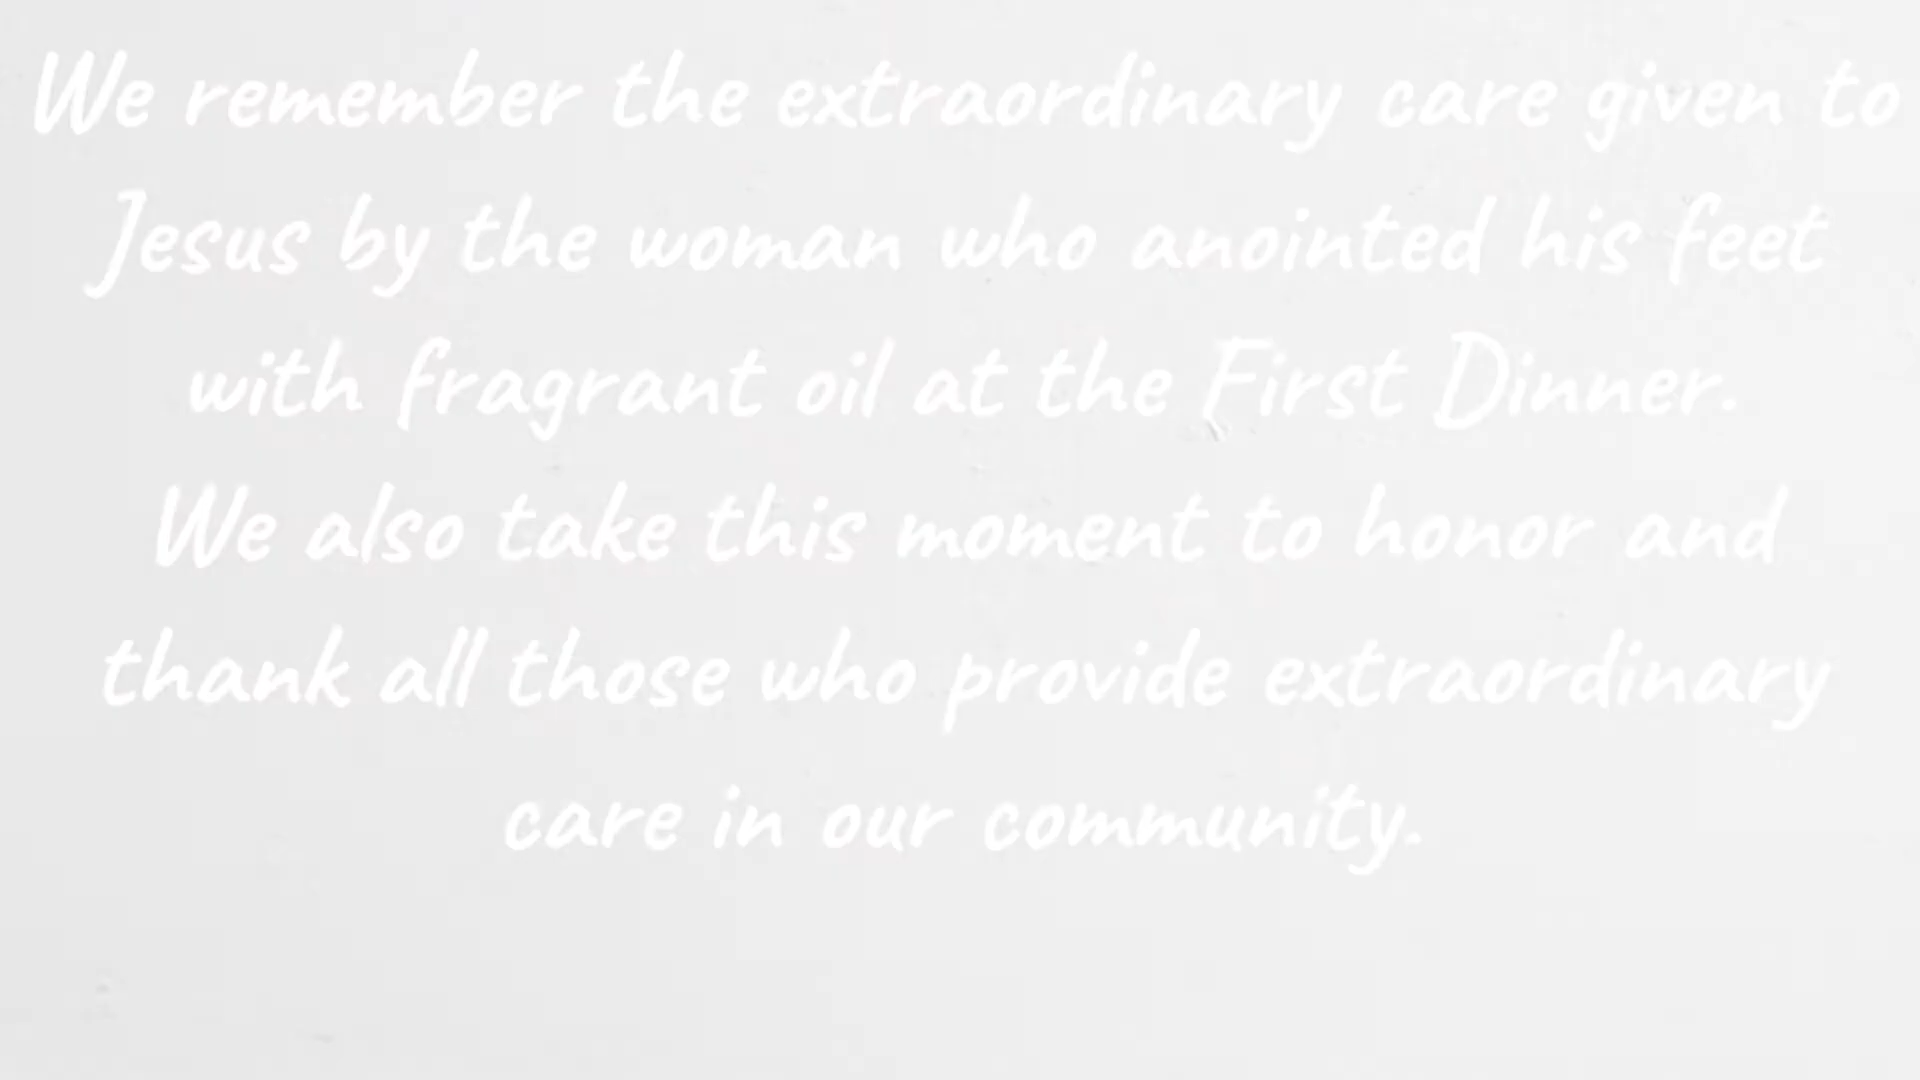 We remember the extraordinary care given to
Jesus by the woman who anointed his feet
with fragrant oil at the First Dinner.
We also take this moment to honor and
thank all those who provide extraordinary
care in our community.